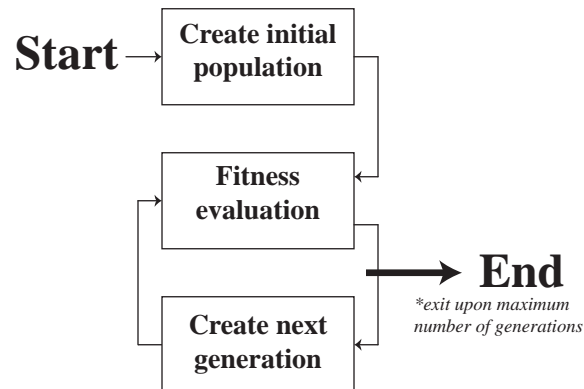 Start
Create initial
population
Fitness
evaluation
End
*exit upon maximum
number of generations
Create next
generation